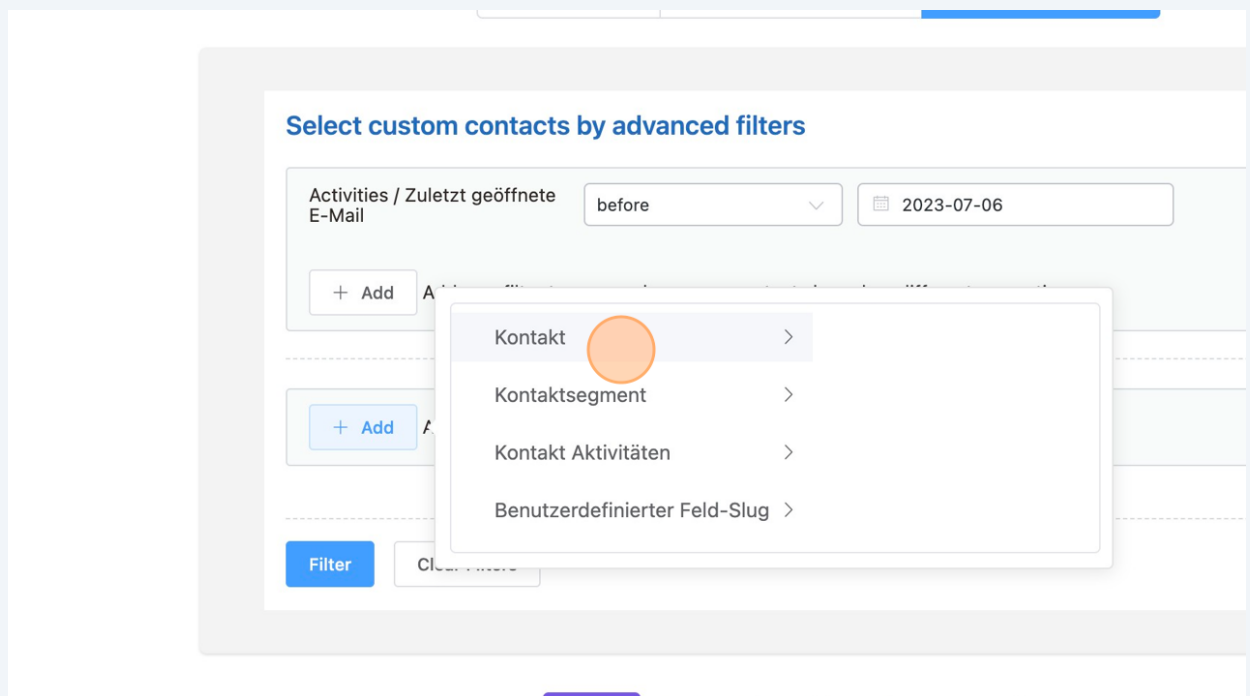 Select custom contacts by advanced filters
Activities / Zuletzt geöffnete
E-Mail
before
2023-07-06
+ Add
Kontakt
Kontaktsegment
+ Add
Kontakt Aktivitäten
Benutzerdefinierter Feld-Slug
Filter